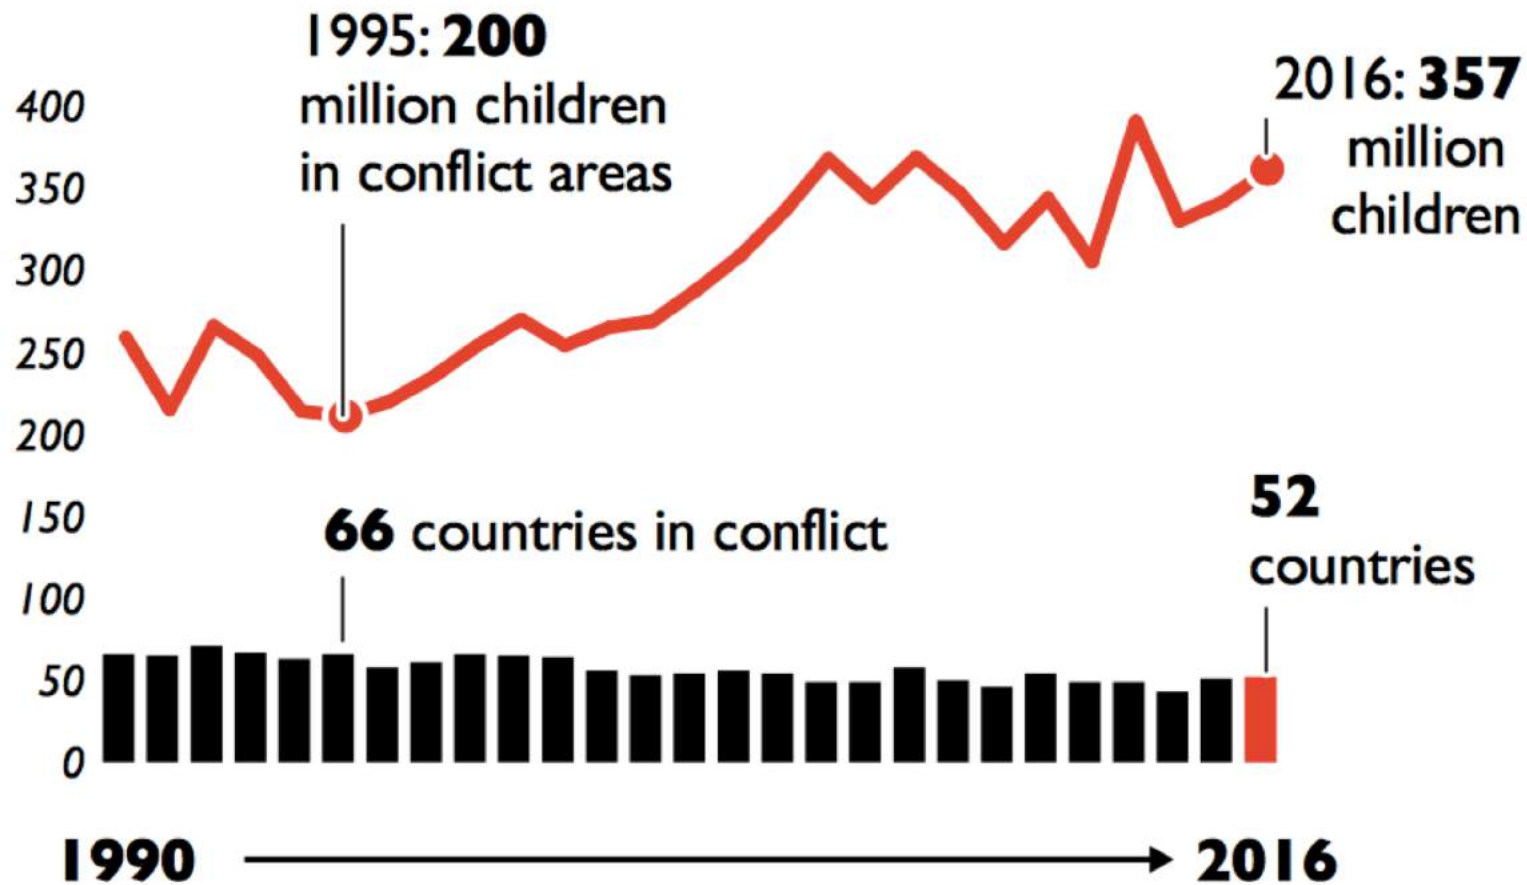 1995: 200
million children
in conflict areas
2016: 357
million
children
400
350
300
250
200
150
100
50
0
66 countries in conflict
52
countries
1990
2016